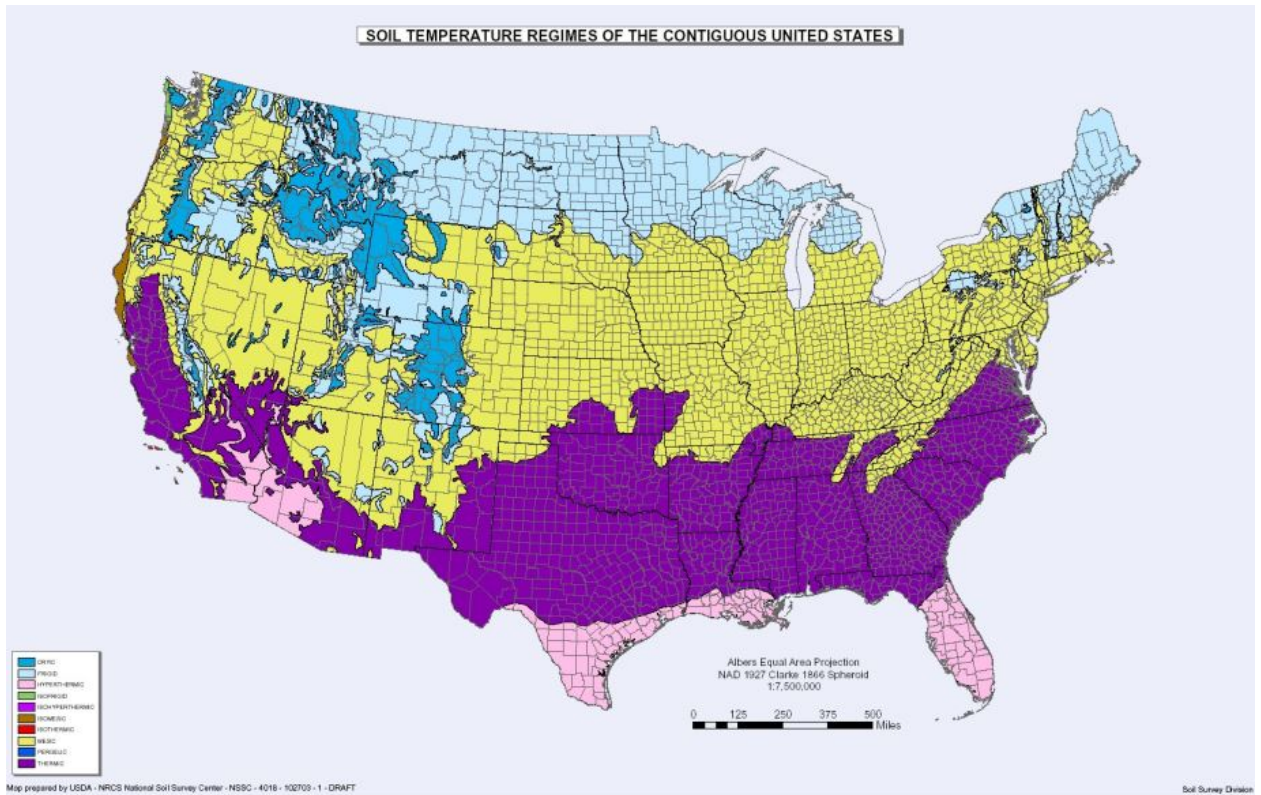 SOIL TEMPERATURE REGIMES OF THE CONTIGUOUS UNITED STATES
CRYIC
FRIGID
HYPERTHERMIC
ISOFRIGID
ISOHYPERTHERMIC
ISOMESIC
ISOTHERMIC
MESIC
PERGELIC
THERMIC
Albers Equal Area Projection
NAD 1927 Clarke 1866 Spheroid
1:7,500,000
0 125 250 375 500
Miles
Map prepared by USDA - NRCS National Soil Survey Center - NSSC - 4018 - 102703 - 1 - DRAFT
Soil Survey Division